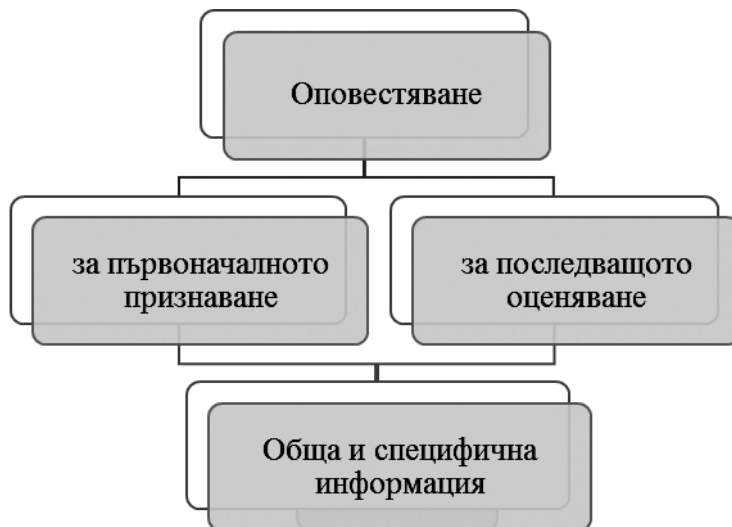 Оповестяване
за първоначалното
признаване
за последващото
оценяване
Обща и специфична
информация